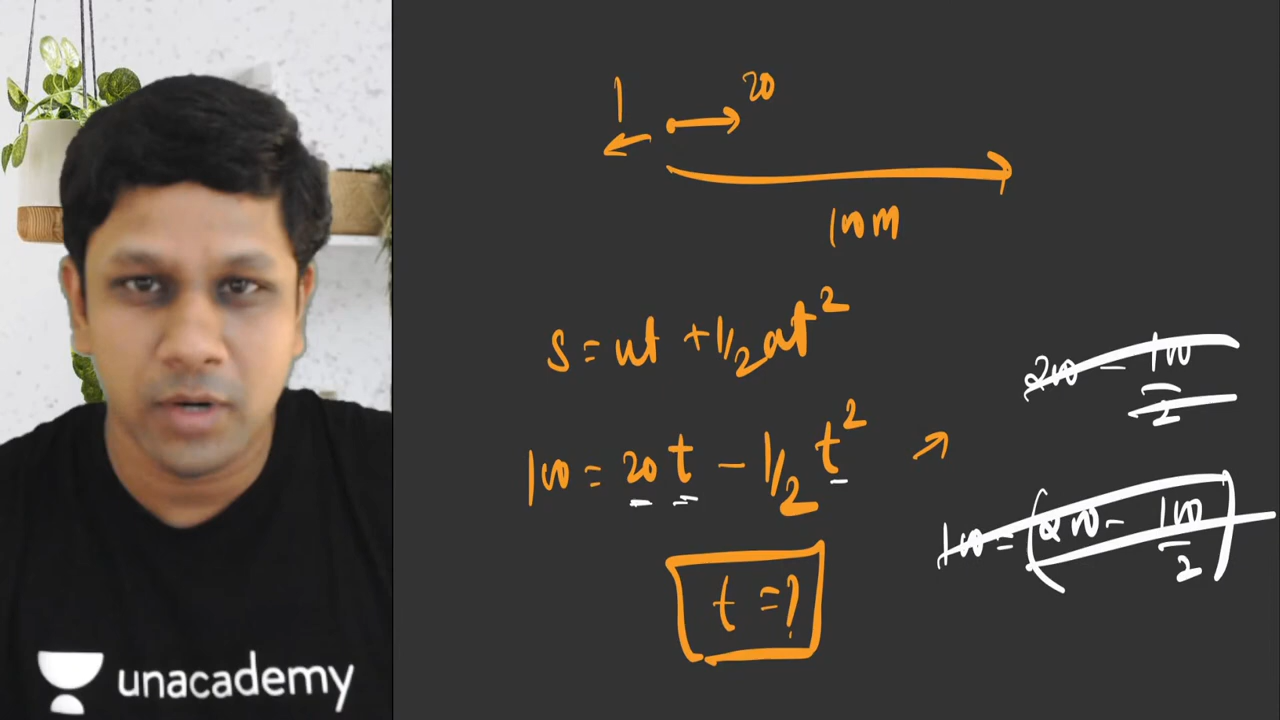 1
20
100m
s = ut + 1/2 at²
100 = 20 t - 1/2 t²
t = ?
200 - 100/2
100 = (200 - 100/2)
unacademy